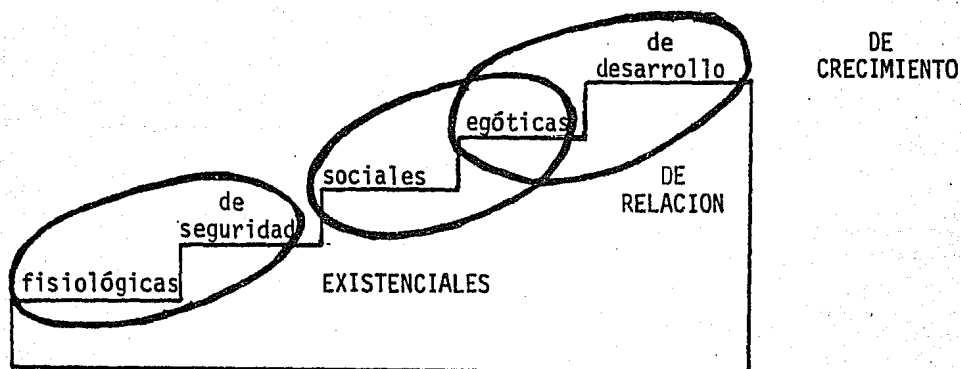 de
desarrollo
DE
CRECIMIENTO
egóticas
sociales
DE
RELACION
de
seguridad
fisiológicas
EXISTENCIALES